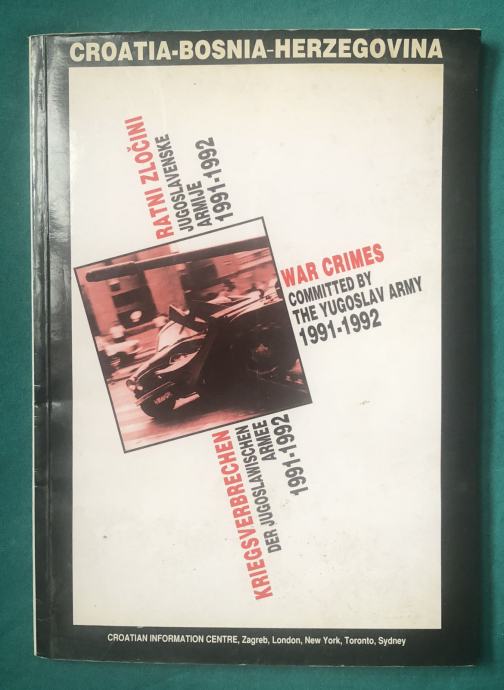 CROATIA-BOSNIA-HERZEGOVINA
RATNI ZLOČINI
JUGOSLAVENSKE
ARMIJE
1991-1992
WAR CRIMES
COMMITTED BY
THE YUGOSLAV ARMY
1991-1992
KRIEGSVERBRECHEN
DER JUGOSLAWISCHEN
ARMEE
1991-1992
CROATIAN INFORMATION CENTRE, Zagreb, London, New York, Toronto, Sydney